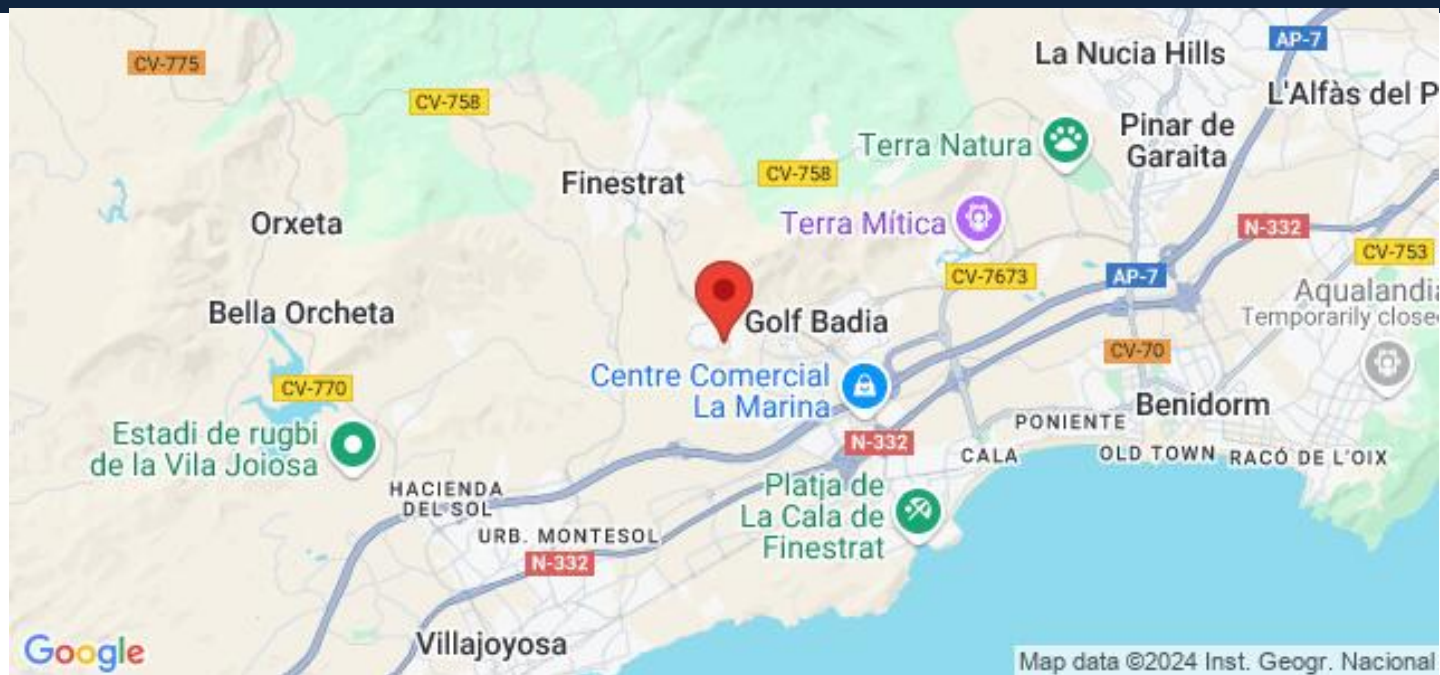 CV-775
CV-758
La Nucia Hills
AP-7
L'Alfàs del P
Terra Natura
Pinar de
Garaita
Finestrat
CV-758
Orxeta
Terra Mítica
N-332
CV-753
CV-7673
AP-7
Bella Orcheta
Golf Badia
Aqualandia
Temporarily close
CV-70
CV-770
Centre Comercial
La Marina
Benidorm
PONIENTE
Estadi de rugbi
de la Vila Joiosa
N-332
CALA
OLD TOWN
RACÓ DE L'OIX
HACIENDA
DEL SOL
Platja de
La Cala de
Finestrat
URB. MONTESOL
N-332
Villajoyosa
Google
Map data ©2024 Inst. Geogr. Nacional